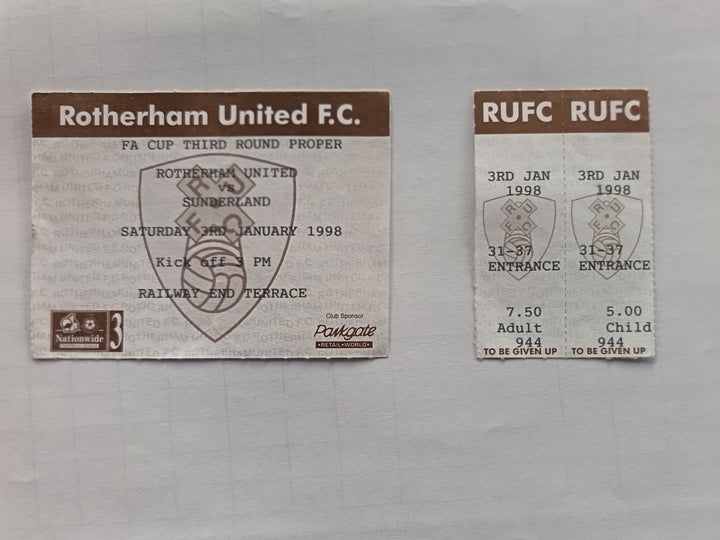 Rotherham United F.C.
FA CUP THIRD ROUND PROPER
ROTHERHAM UNITED
vs
SUNDERLAND
SATURDAY 3RD JANUARY 1998
Kick off 3 PM
RAILWAY END TERRACE
Nationwide
FOOTBALL LEAGUE
3
Club Sponsor
Parkgate
•RETAIL•WORLD•
RUFC
3RD JAN
1998
31-37
ENTRANCE
7.50
Adult
944
TO BE GIVEN UP
RUFC
3RD JAN
1998
31-37
ENTRANCE
5.00
Child
944
TO BE GIVEN UP